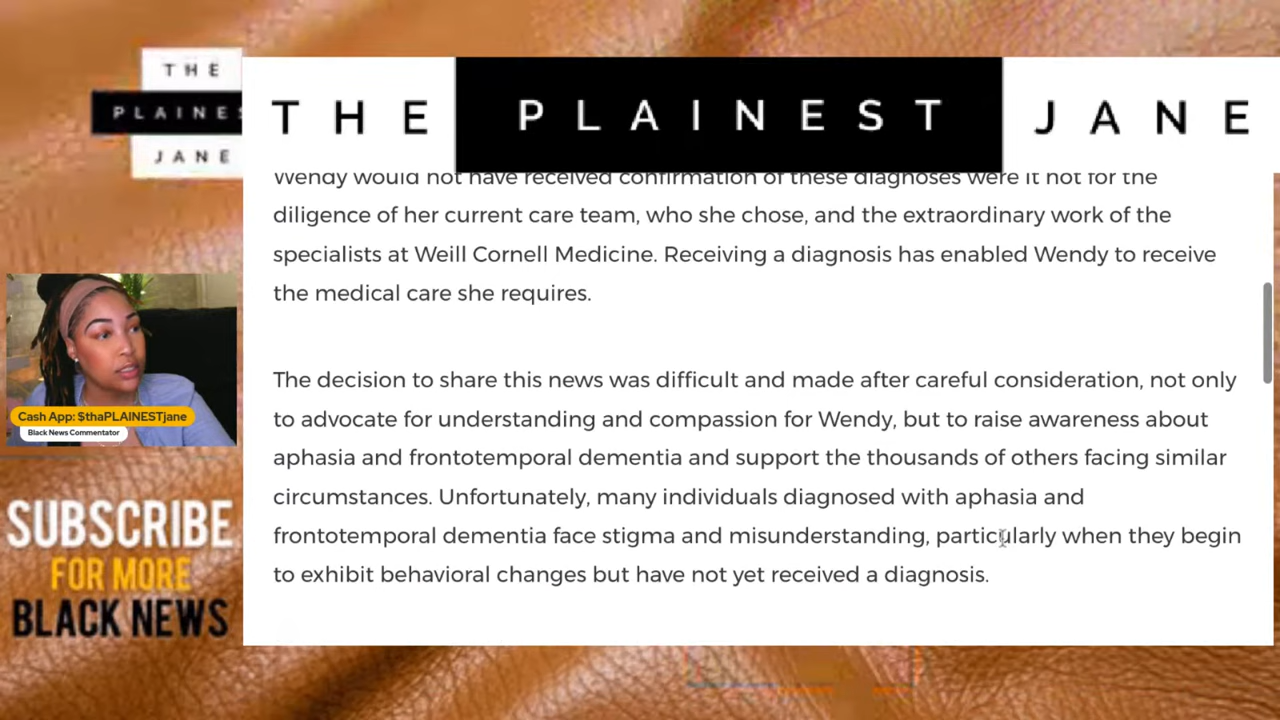 THE
PLAINES
JANE
THE PLAINEST JANE
Wendy would not have received confirmation of these diagnoses were it not for the
diligence of her current care team, who she chose, and the extraordinary work of the
specialists at Weill Cornell Medicine. Receiving a diagnosis has enabled Wendy to receive
the medical care she requires.
The decision to share this news was difficult and made after careful consideration, not only
to advocate for understanding and compassion for Wendy, but to raise awareness about
aphasia and frontotemporal dementia and support the thousands of others facing similar
circumstances. Unfortunately, many individuals diagnosed with aphasia and
frontotemporal dementia face stigma and misunderstanding, particularly when they begin
to exhibit behavioral changes but have not yet received a diagnosis.
Cash App: $thaPLAINESTjane
Black News Commentator
SUBSCRIBE
FOR MORE
BLACK NEWS